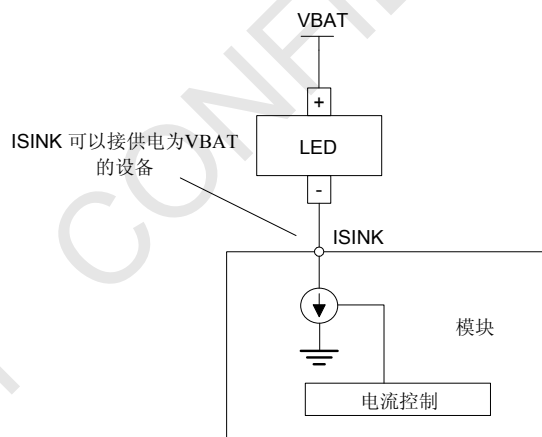 VBAT
+
ISINK 可以接供电为VBAT
的设备
LED
-
ISINK
模块
电流控制